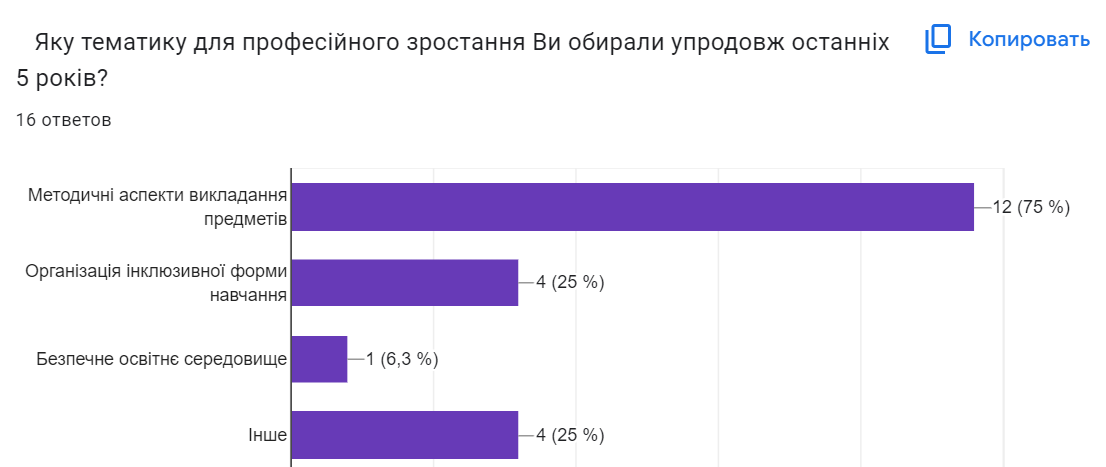 Яку тематику для професійного зростання Ви обирали упродовж останніх
5 років?
Копировать
16 ответов
Методичні аспекти викладання
предметів
12 (75 %)
Організація інклюзивної форми
навчання
4 (25 %)
Безпечне освітнє середовище
1 (6,3 %)
Інше
4 (25 %)